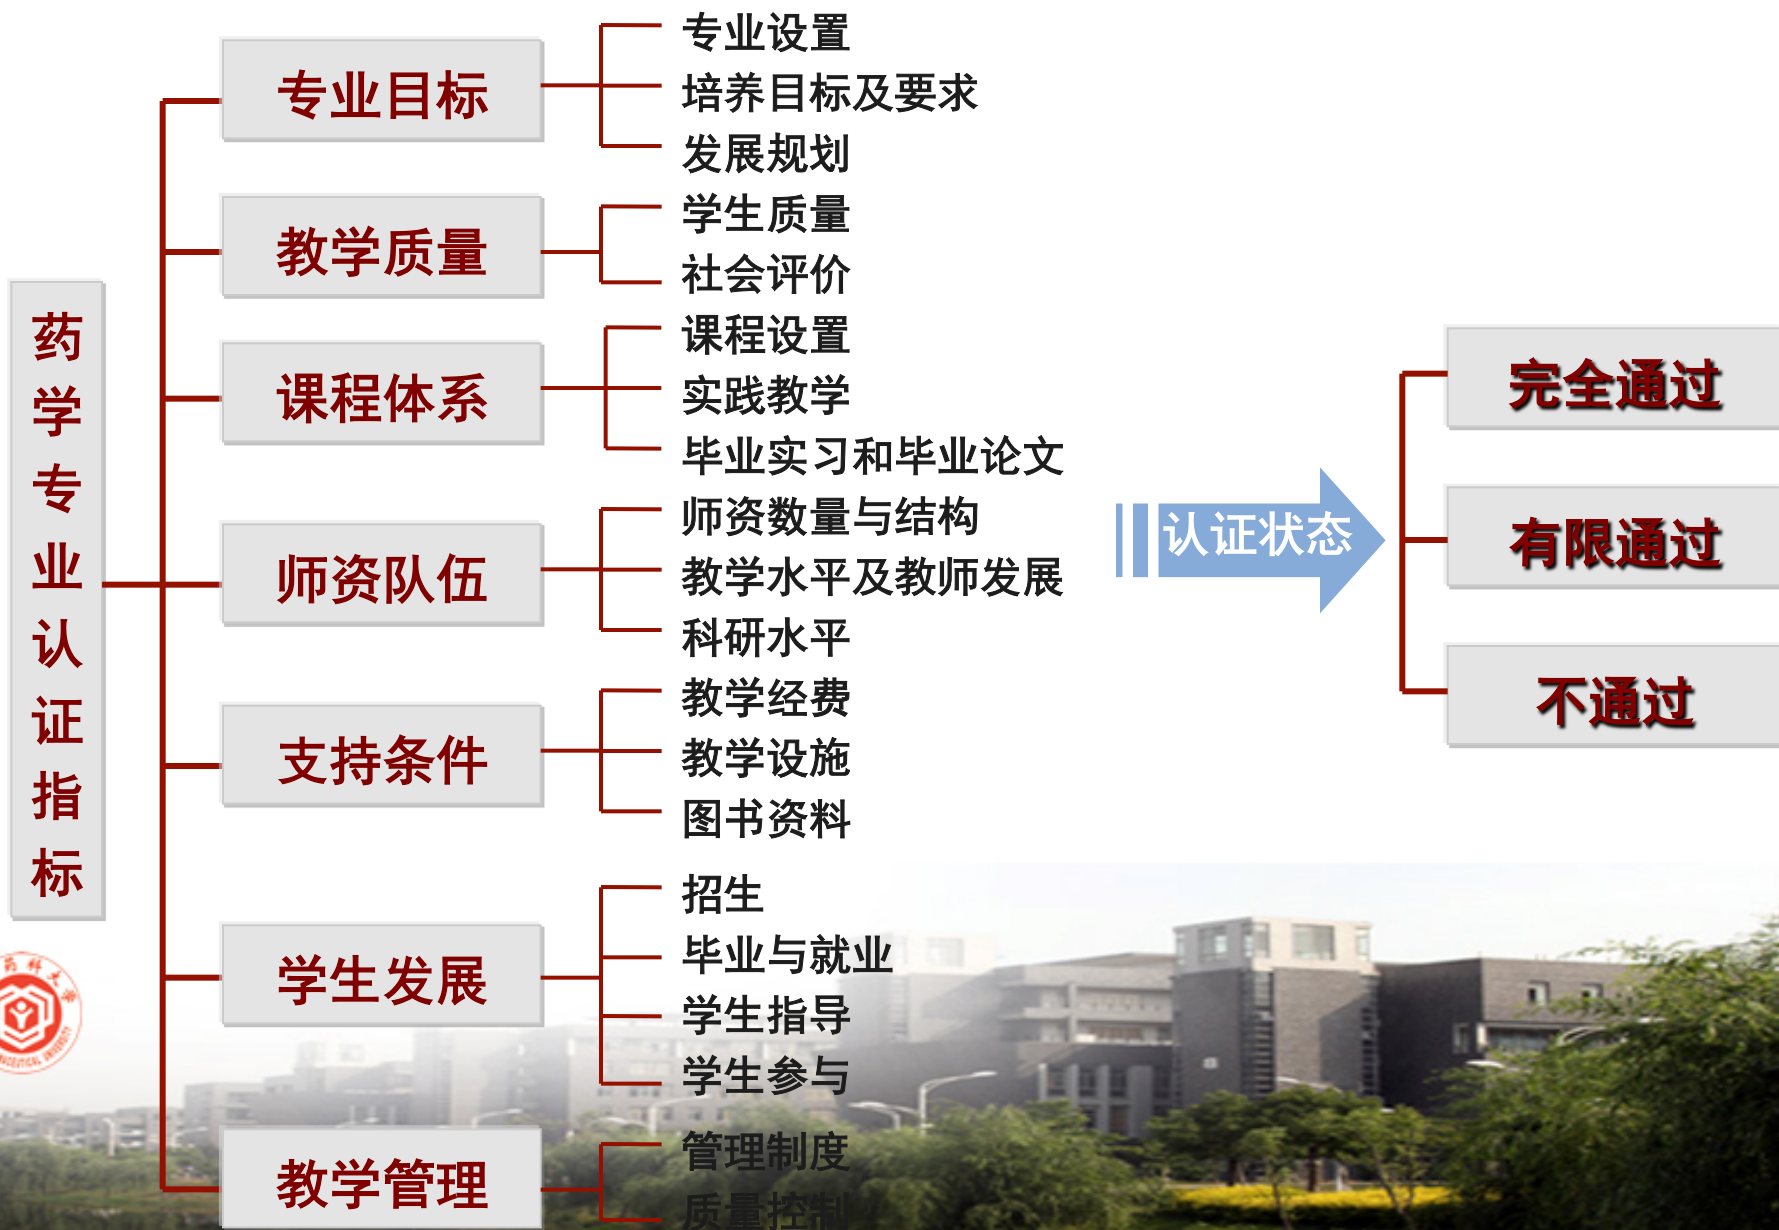 药学专业认证指标
专业目标
专业设置
培养目标及要求
发展规划
教学质量
学生质量
社会评价
课程体系
课程设置
实践教学
毕业实习和毕业论文
师资队伍
师资数量与结构
教学水平及教师发展
科研水平
支持条件
教学经费
教学设施
图书资料
学生发展
招生
毕业与就业
学生指导
学生参与
教学管理
管理制度
质量控制
认证状态
完全通过
有限通过
不通过
药科大学
UNIVERSITY